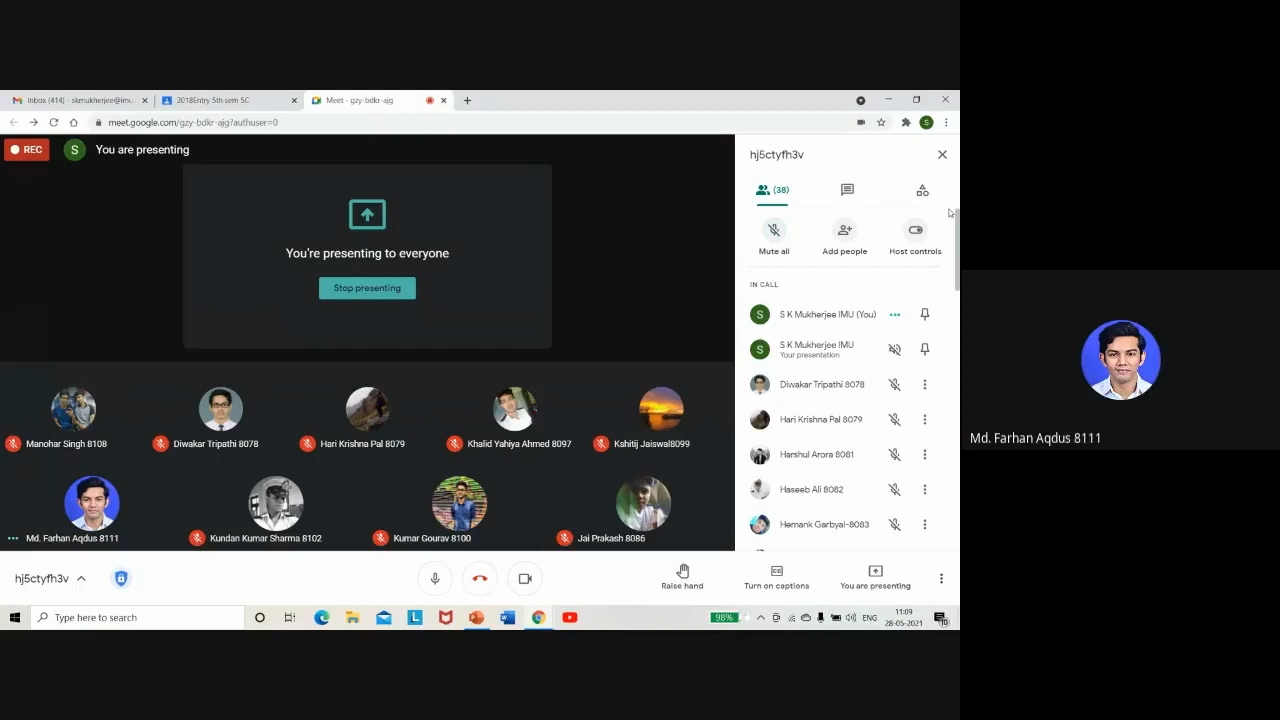 Inbox (414) - skmukherjee@imu.
2018Entry 5th sem 5C
Meet - gzy-bdkr-ajg
meet.google.com/gzy-bdkr-ajg?authuser=0
S
REC
S
You are presenting
You're presenting to everyone
Stop presenting
hj5ctyfh3v
(38)
Mute all
Add people
Host controls
IN CALL
S
S K Mukherjee IMU (You)
S
S K Mukherjee IMU
Your presentation
Diwakar Tripathi 8078
Hari Krishna Pal 8079
Harshul Arora 8081
Haseeb Ali 8082
Hemank Garbyal-8083
Manohar Singh 8108
Diwakar Tripathi 8078
Hari Krishna Pal 8079
Khalid Yahiya Ahmed 8097
Kshitij Jaiswal8099
Md. Farhan Aqdus 8111
Kundan Kumar Sharma 8102
Kumar Gourav 8100
Jai Prakash 8086
hj5ctyfh3v
Raise hand
Turn on captions
You are presenting
Type here to search
98%
ENG
11:09
28-05-2021
Md. Farhan Aqdus 8111